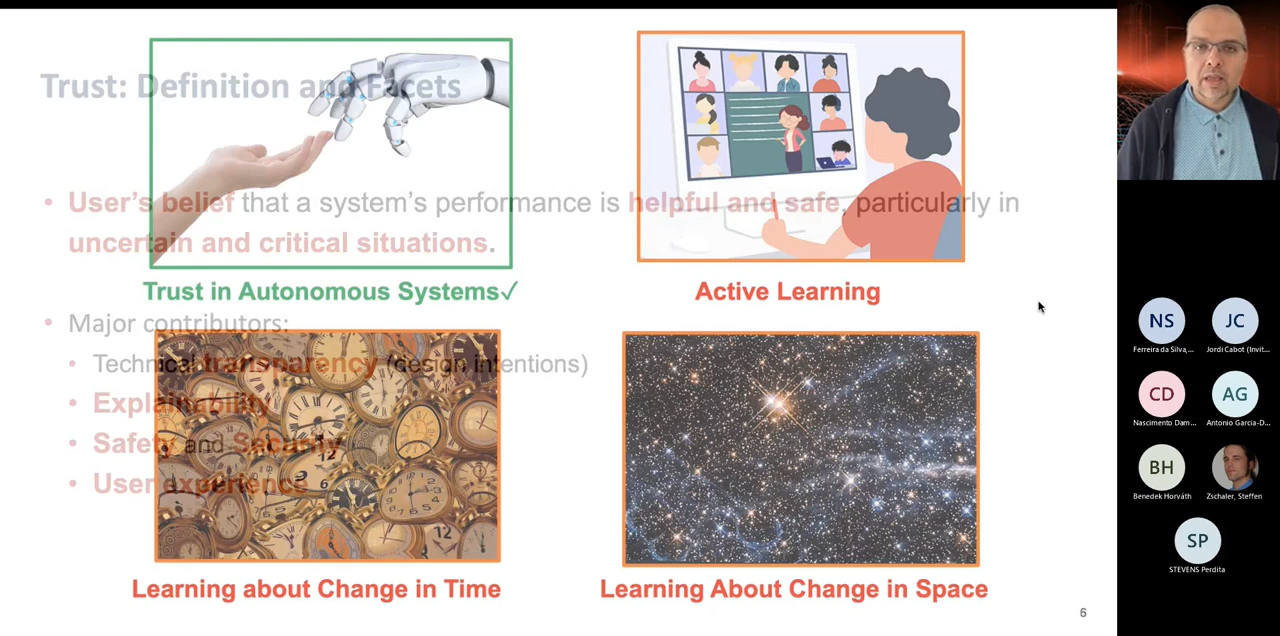 Trust: Definition and Facets
• User's belief that a system's performance is helpful and safe, particularly in
uncertain and critical situations.
Trust in Autonomous Systems✓
Active Learning
• Major contributors:
• Technical transparency (design intentions)
• Explainability
• Safety and Security
• User experience
Learning about Change in Time
Learning About Change in Space
6
NS
Ferreira da Silva,...
JC
Jordi Cabot (Invit...
CD
Nascimento Dam...
AG
Antonio Garcia-D...
BH
Benedek Horváth
Zschaler, Steffen
SP
STEVENS Perdita